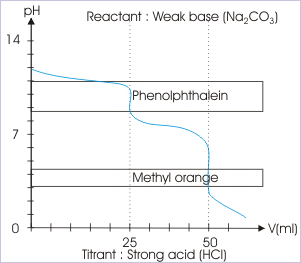 pH
Reactant : Weak base (Na₂CO₃)
14
Phenolphthalein
7
Methyl orange
0
25
50
V(ml)
Titrant : Strong acid (HCl)